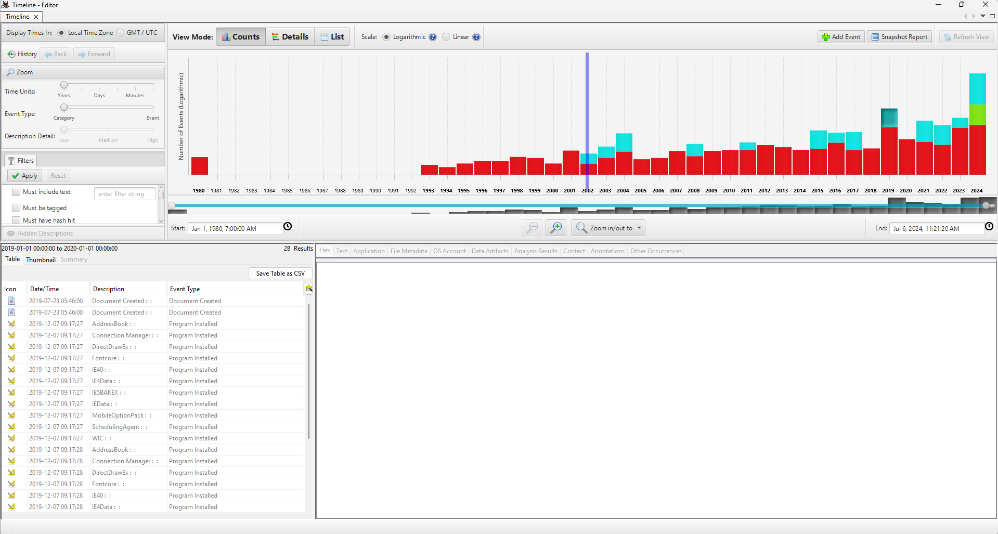 Timeline - Editor
Timeline
Display Times In: Local Time Zone GMT / UTC
History Back Forward
Zoom
Time Units:
Years Days Minutes
Event Type:
Category Event
Description Detail:
Low Medium High
Filters
Apply Reset
Must include text enter filter string
Must be tagged
Must have hash hit
Hidden Descriptions
View Mode: Counts Details List Scale: Logarithmic Linear Add Event Snapshot Report Refresh View
Number of Events (Logarithmic)
1980 1981 1982 1983 1984 1985 1986 1987 1988 1989 1990 1991 1992 1993 1994 1995 1996 1997 1998 1999 2000 2001 2002 2003 2004 2005 2006 2007 2008 2009 2010 2011 2012 2013 2014 2015 2016 2017 2018 2019 2020 2021 2022 2023 2024
Start: Jan 1, 1980, 7:00:00 AM Zoom in/out to End: Jul 6, 2024, 11:21:20 AM
2019-01-01 00:00:00 to 2020-01-01 00:00:00 28 Results
Table Thumbnail Summary
Save Table as CSV
Icon Date/Time Description Event Type
2019-07-23 05:46:00 Document Created : : Document Created
2019-07-23 05:46:00 Document Created : : Document Created
2019-12-07 09:17:27 AddressBook : : Program Installed
2019-12-07 09:17:27 Connection Manager : : Program Installed
2019-12-07 09:17:27 DirectDrawEx : : Program Installed
2019-12-07 09:17:27 Fontcore : : Program Installed
2019-12-07 09:17:27 IE40 : : Program Installed
2019-12-07 09:17:27 IE4Data : : Program Installed
2019-12-07 09:17:27 IE5BAKEX : : Program Installed
2019-12-07 09:17:27 IEData : : Program Installed
2019-12-07 09:17:27 MobileOptionPack : : Program Installed
2019-12-07 09:17:27 SchedulingAgent : : Program Installed
2019-12-07 09:17:27 WIC : : Program Installed
2019-12-07 09:17:28 AddressBook : : Program Installed
2019-12-07 09:17:28 Connection Manager : : Program Installed
2019-12-07 09:17:28 DirectDrawEx : : Program Installed
2019-12-07 09:17:28 Fontcore : : Program Installed
2019-12-07 09:17:28 IE40 : : Program Installed
2019-12-07 09:17:28 IE4Data : : Program Installed
Hex Text Application File Metadata OS Account Data Artifacts Analysis Results Context Annotations Other Occurrences